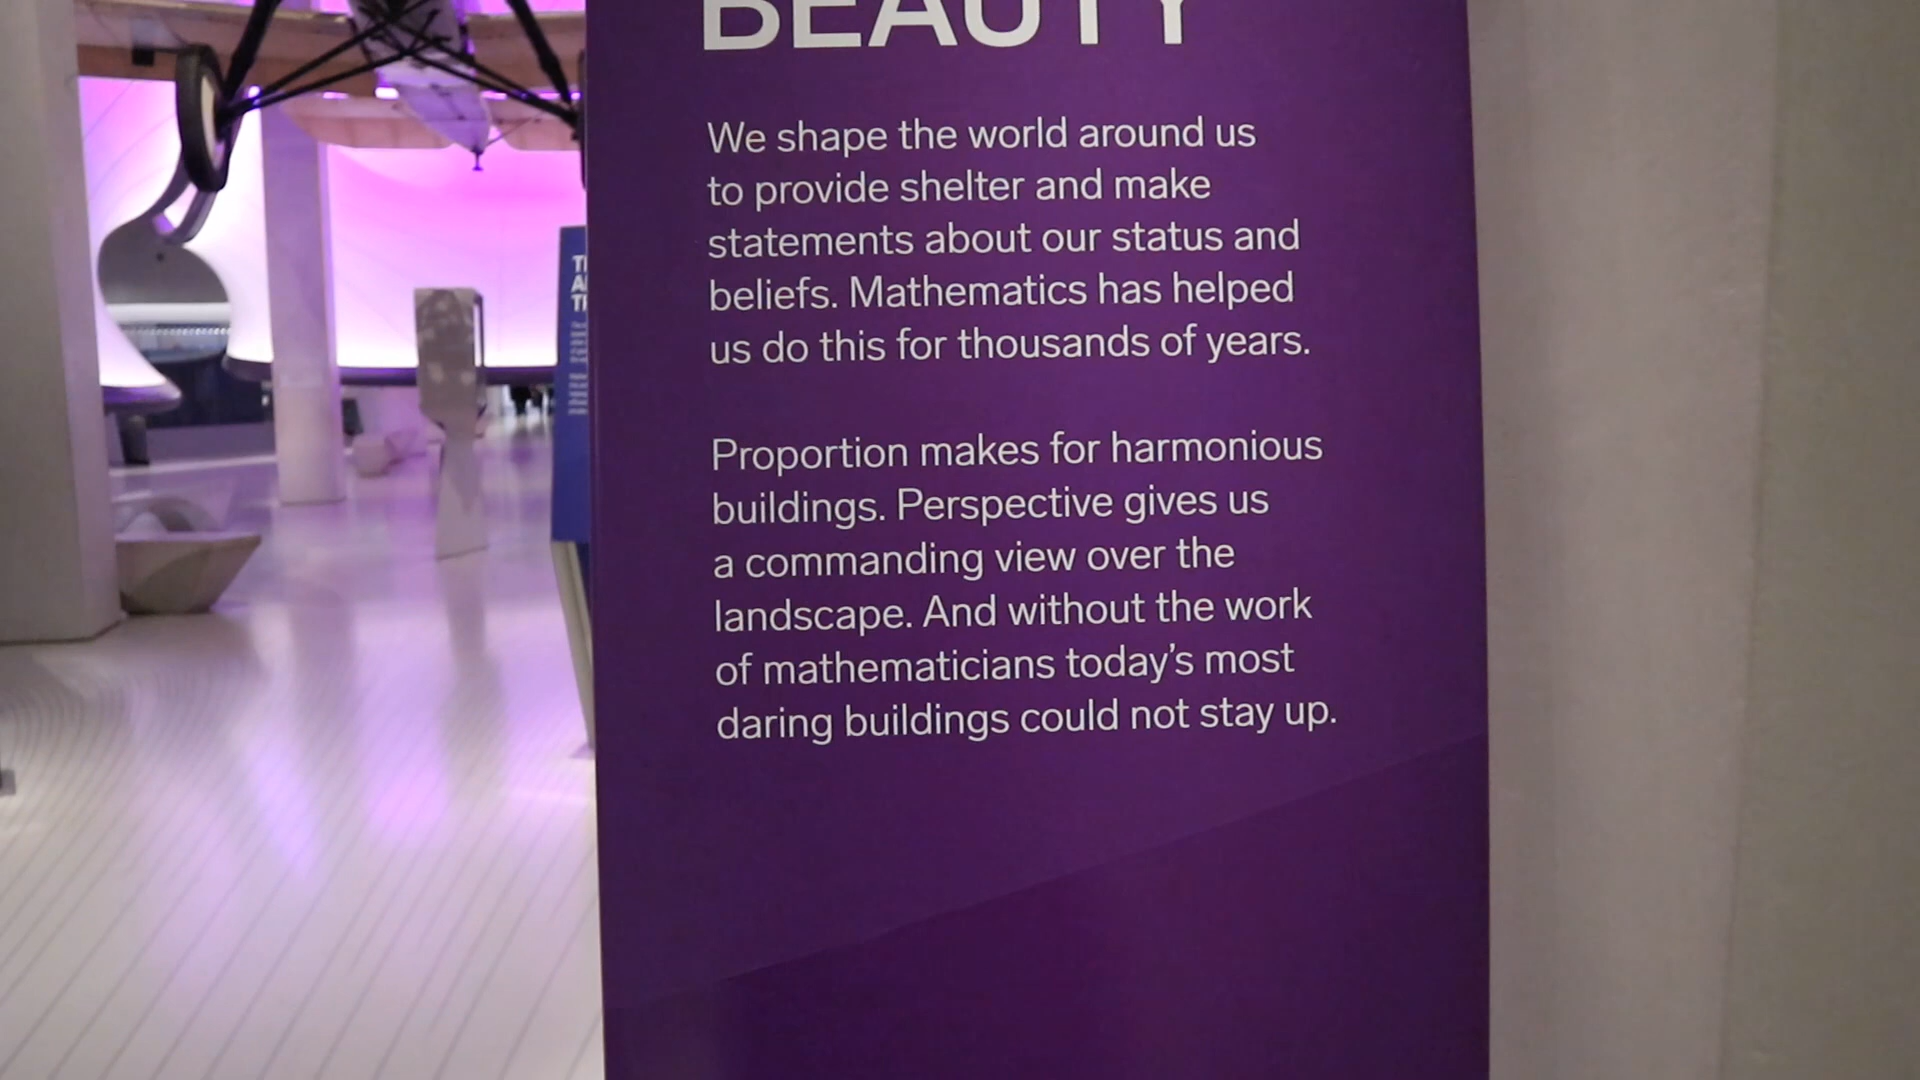 BEAUTY
We shape the world around us
to provide shelter and make
statements about our status and
beliefs. Mathematics has helped
us do this for thousands of years.
Proportion makes for harmonious
buildings. Perspective gives us
a commanding view over the
landscape. And without the work
of mathematicians today’s most
daring buildings could not stay up.